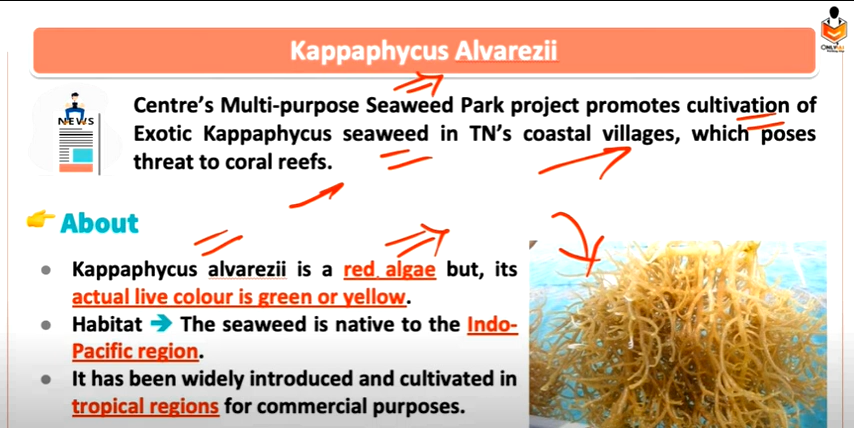 Kappaphycus Alvarezii
NEWS
Centre's Multi-purpose Seaweed Park project promotes cultivation of
Exotic Kappaphycus seaweed in TN's coastal villages, which poses
threat to coral reefs.
About
Kappaphycus alvarezii is a red algae but, its
actual live colour is green or yellow.
Habitat → The seaweed is native to the Indo-
Pacific region.
It has been widely introduced and cultivated in
tropical regions for commercial purposes.